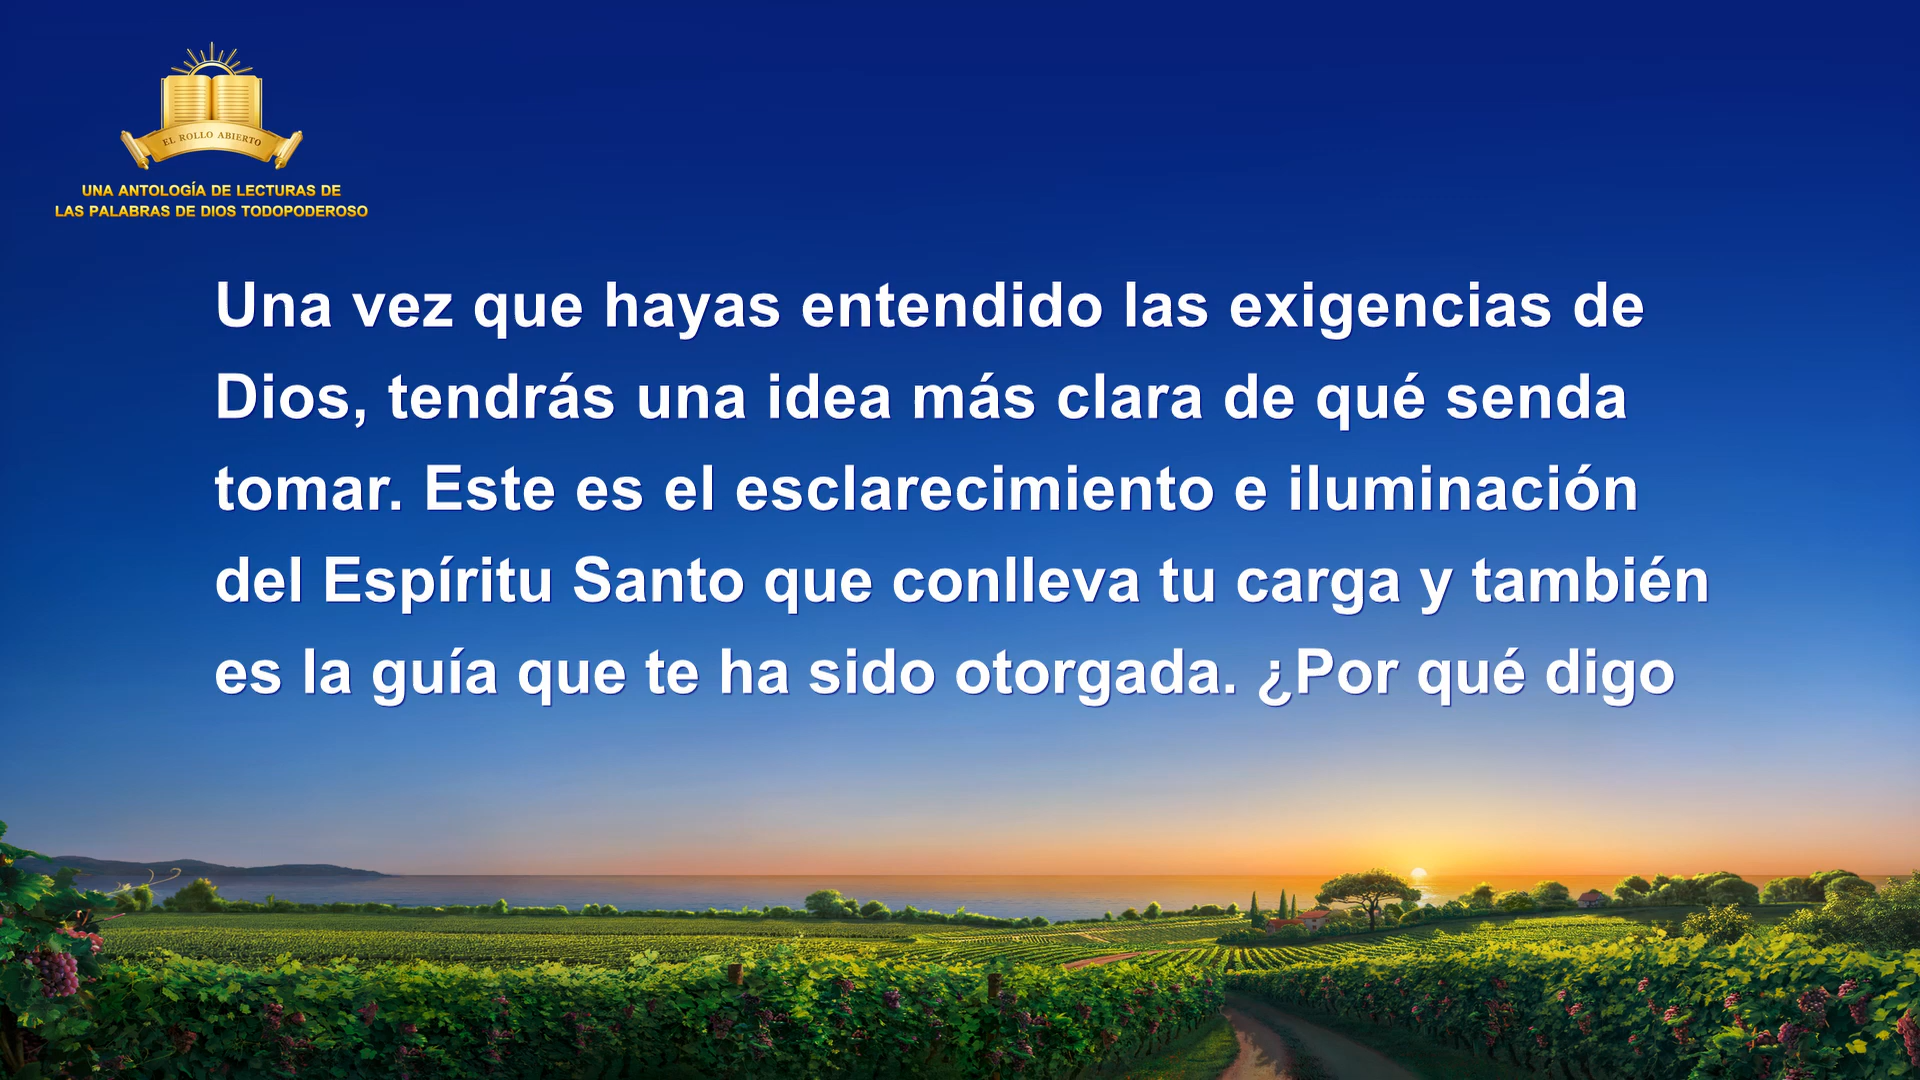 EL ROLLO ABIERTO
UNA ANTOLOGÍA DE LECTURAS DE
LAS PALABRAS DE DIOS TODOPODEROSO
Una vez que hayas entendido las exigencias de
Dios, tendrás una idea más clara de qué senda
tomar. Este es el esclarecimiento e iluminación
del Espíritu Santo que conlleva tu carga y también
es la guía que te ha sido otorgada. ¿Por qué digo